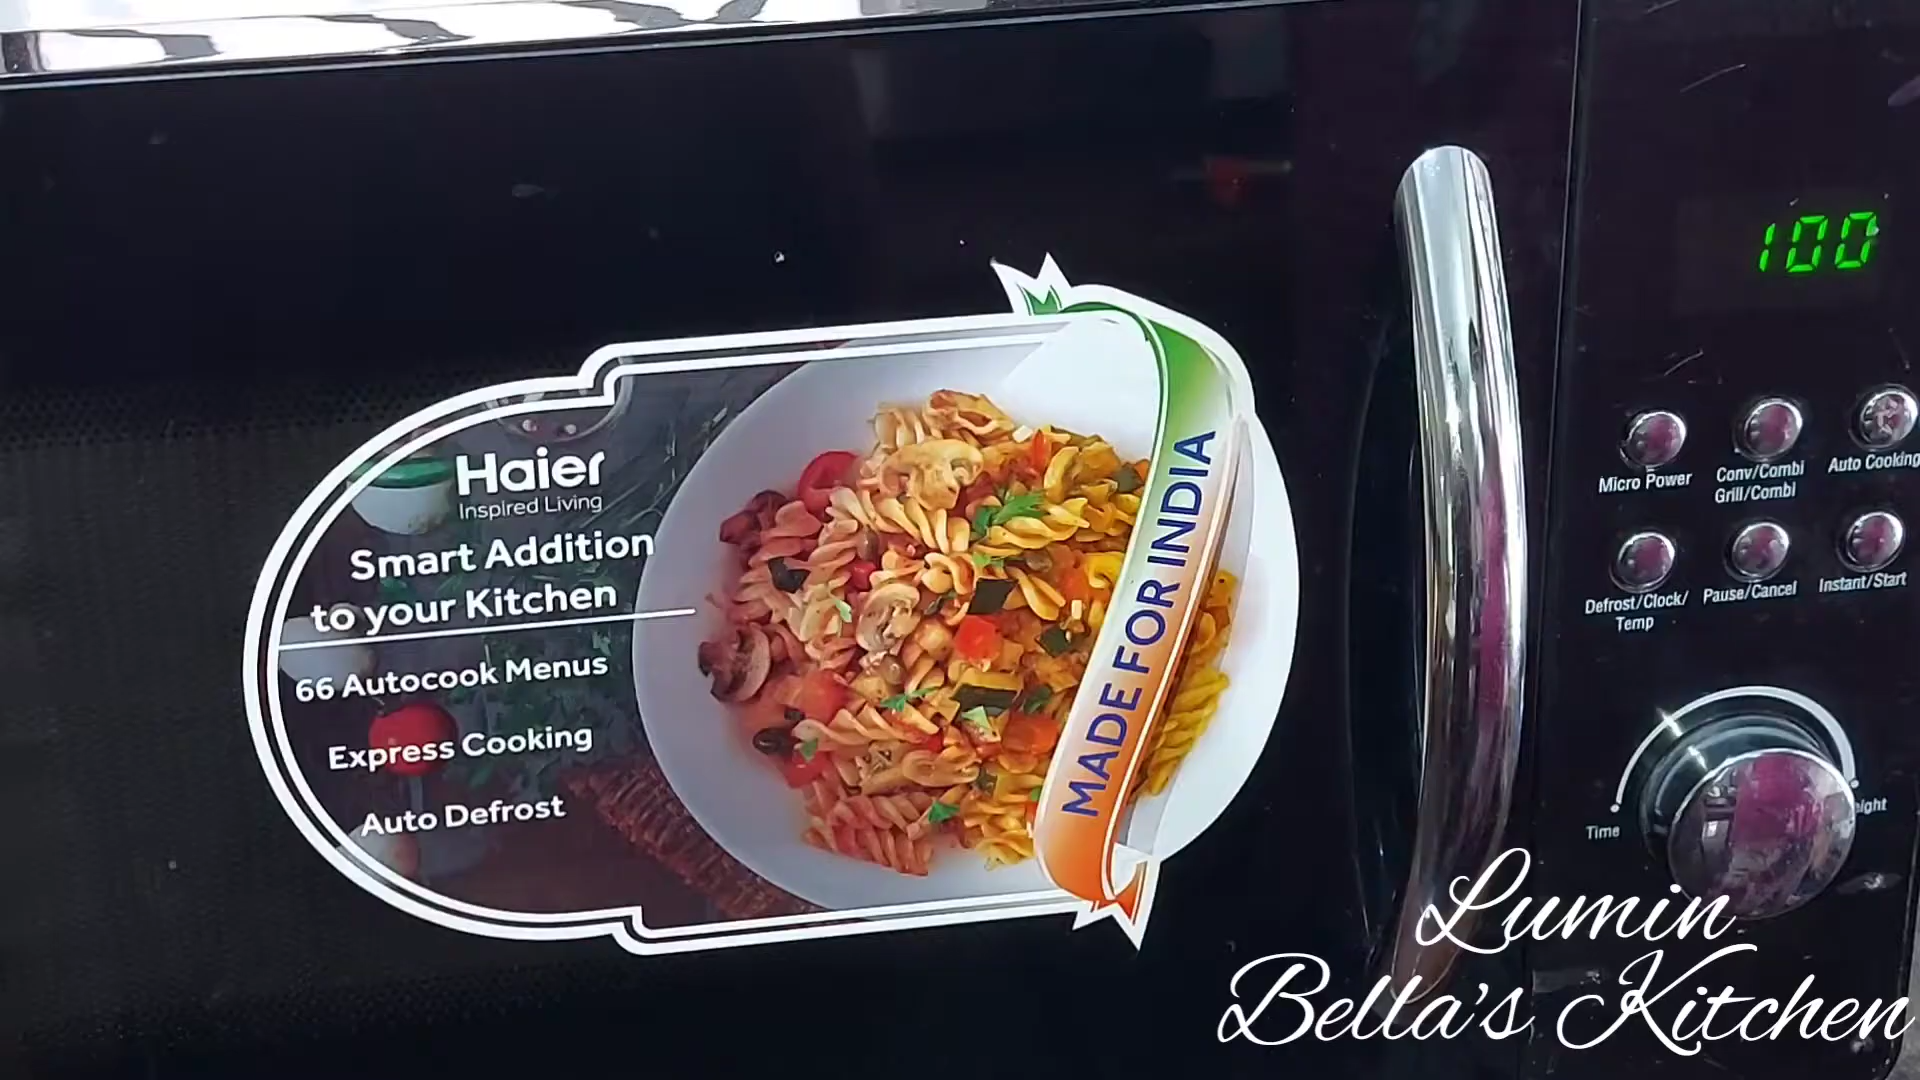 Haier
Inspired Living
Smart Addition
to your Kitchen
66 Autocook Menus
Express Cooking
Auto Defrost
MADE FOR INDIA
100
Micro Power
Conv/Combi
Grill/Combi
Auto Cooking
Defrost/Clock/
Temp
Pause/Cancel
Instant/Start
Time
Lumin
Bella's Kitchen